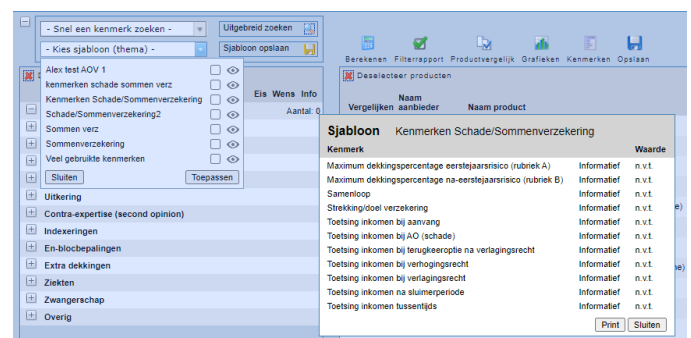 - Snel een kenmerk zoeken -
Uitgebreid zoeken
- Kies sjabloon (thema) -
Sjabloon opslaan
Berekenen Filterrapport Productvergelijk Grafieken Kenmerken Opslaan
Alex test AOV 1
kenmerken schade sommen verz
Kenmerken Schade/Sommenverzekering
Schade/Sommenverzekering2
Sommen verz
Sommenverzekering
Veel gebruikte kenmerken
Sluiten Toepassen
Eis Wens Info
Aantal: 0
Uitkering
Contra-expertise (second opinion)
Indexeringen
En-blocbepalingen
Extra dekkingen
Ziekten
Zwangerschap
Overig
Deselecteer producten
Vergelijken Naam aanbieder Naam product
Sjabloon Kenmerken Schade/Sommenverzekering
Kenmerk Waarde
Maximum dekkingspercentage eerstejaarsrisico (rubriek A) Informatief n.v.t.
Maximum dekkingspercentage na-eerstejaarsrisico (rubriek B) Informatief n.v.t.
Samenloop Informatief n.v.t.
Strekking/doel verzekering Informatief n.v.t.
Toetsing inkomen bij aanvang Informatief n.v.t.
Toetsing inkomen bij AO (schade) Informatief n.v.t.
Toetsing inkomen bij terugkeeroptie na verlagingsrecht Informatief n.v.t.
Toetsing inkomen bij verhogingsrecht Informatief n.v.t.
Toetsing inkomen bij verlagingsrecht Informatief n.v.t.
Toetsing inkomen na sluimerperiode Informatief n.v.t.
Toetsing inkomen tussentijds Informatief n.v.t.
Print Sluiten